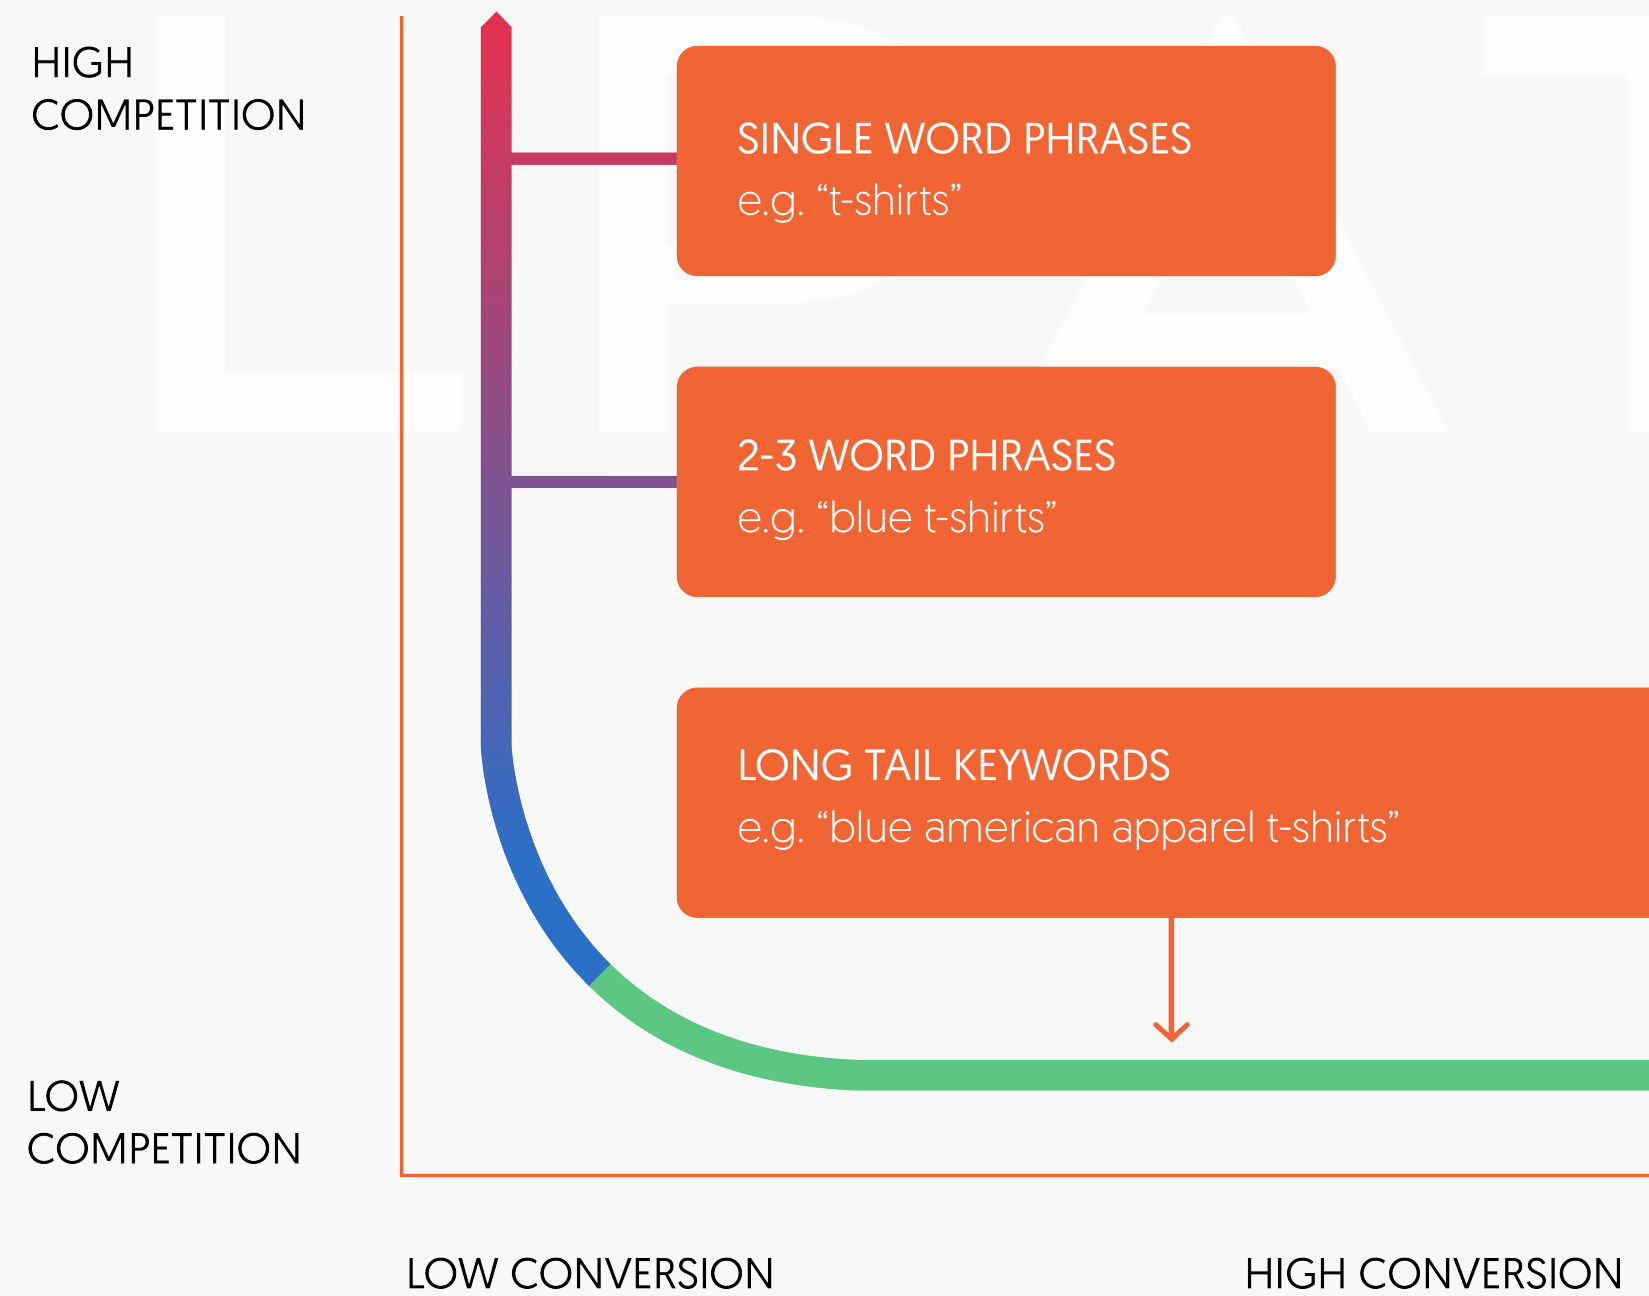 HIGH
COMPETITION
SINGLE WORD PHRASES
e.g. “t-shirts”
2-3 WORD PHRASES
e.g. “blue t-shirts”
LONG TAIL KEYWORDS
e.g. “blue american apparel t-shirts”
LOW
COMPETITION
LOW CONVERSION
HIGH CONVERSION